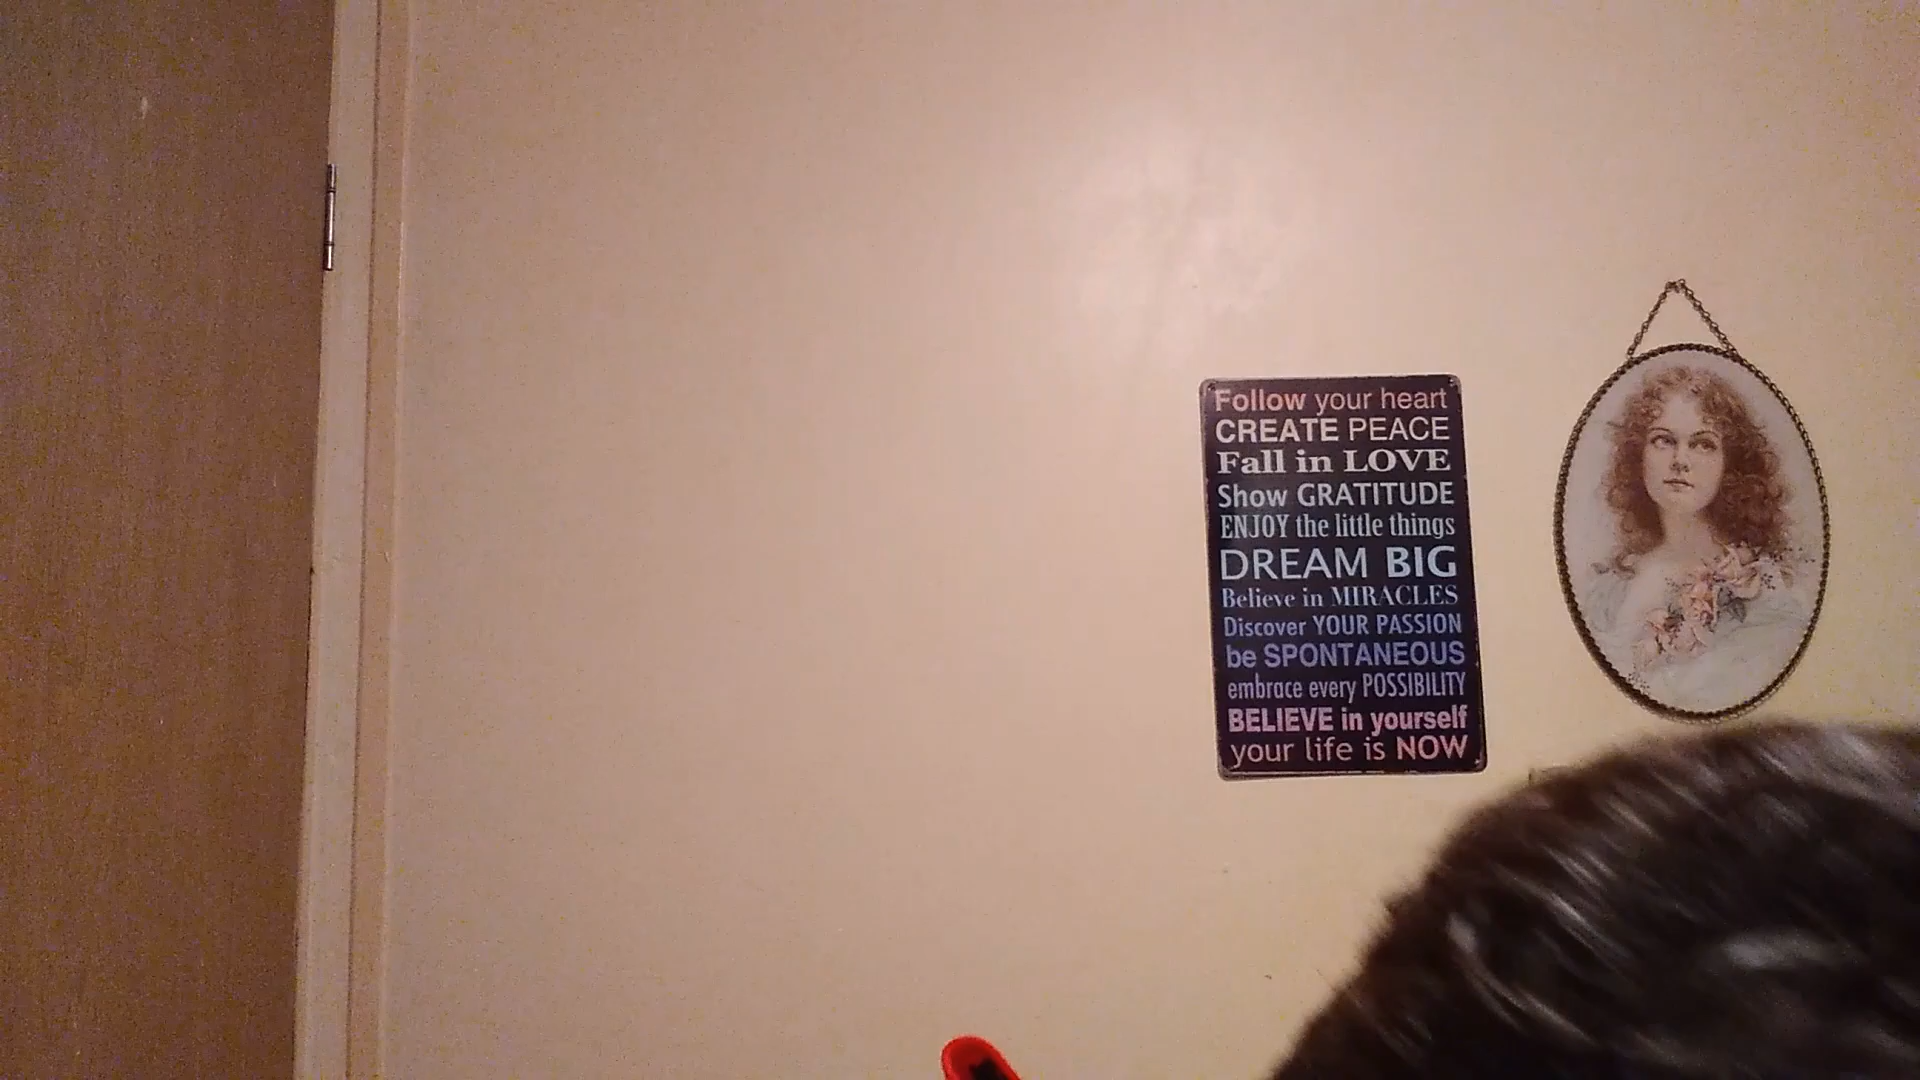 Follow your heart
CREATE PEACE
Fall in LOVE
Show GRATITUDE
ENJOY the little things
DREAM BIG
Believe in MIRACLES
Discover YOUR PASSION
be SPONTANEOUS
embrace every POSSIBILITY
BELIEVE in yourself
your life is NOW